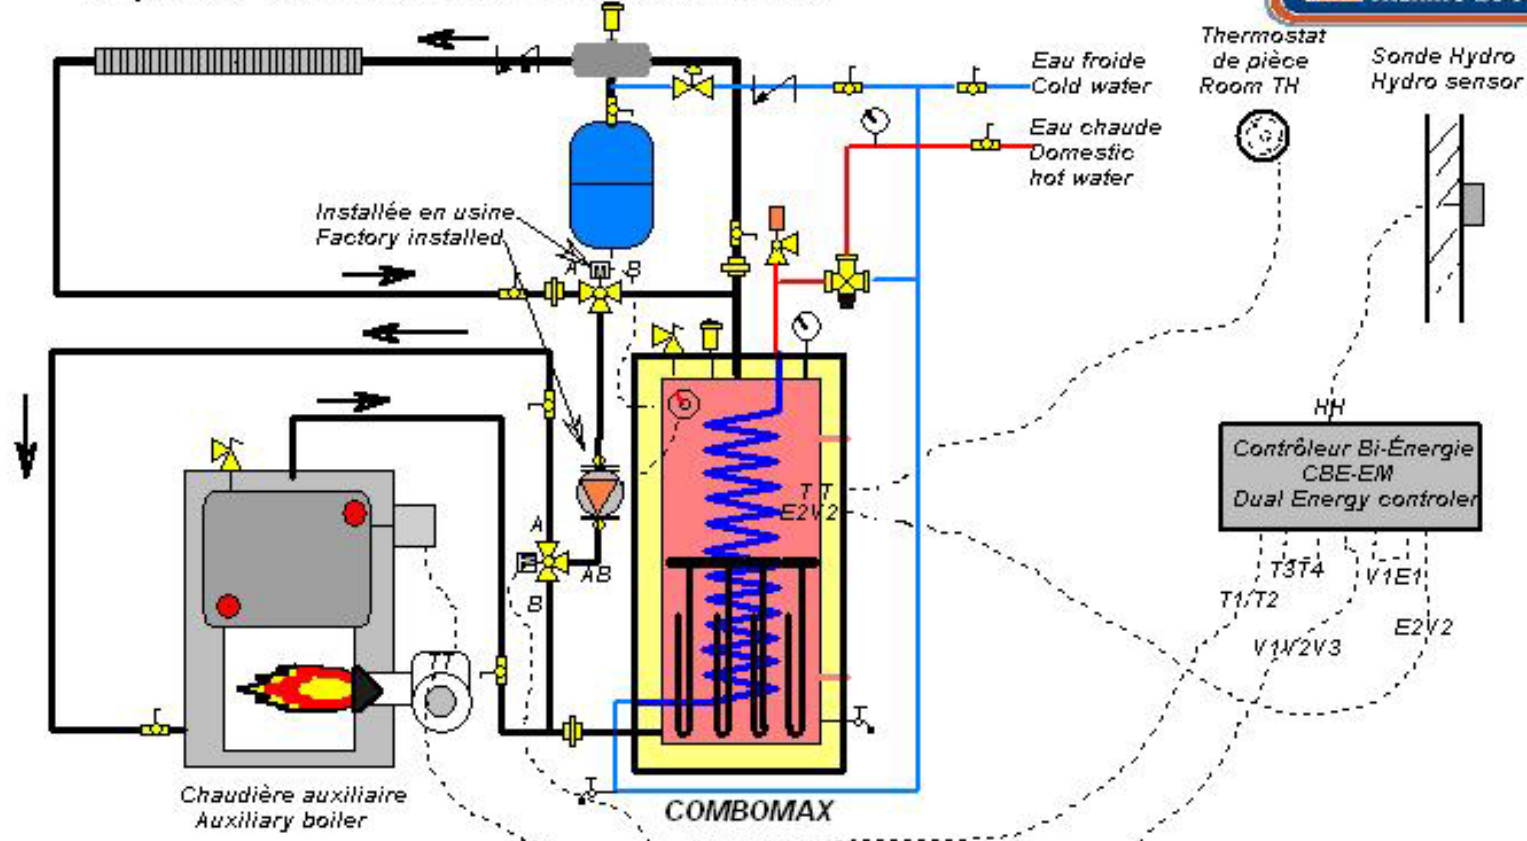 Eau froide
Cold water
Eau chaude
Domestic
hot water
Thermostat
de pièce
Room TH
Sonde Hydro
Hydro sensor
Installée en usine
Factory installed
A
M
B
HH
Contrôleur Bi-Énergie
CBE-EM
Dual Energy controler
T T
E2V2
A
AB
B
T3T4
V1E1
T1/T2
E2V2
V1V2V3
TT
Chaudière auxiliaire
Auxiliary boiler
COMBOMAX